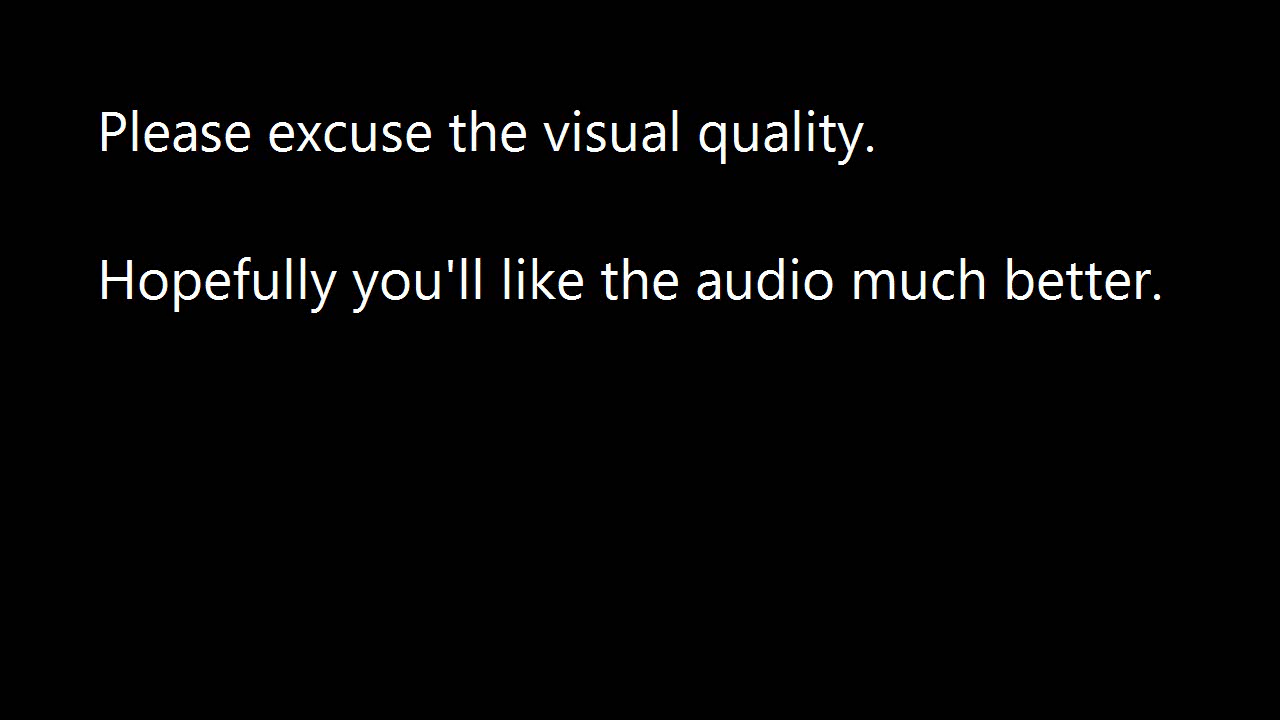 Please excuse the visual quality.
Hopefully you'll like the audio much better.